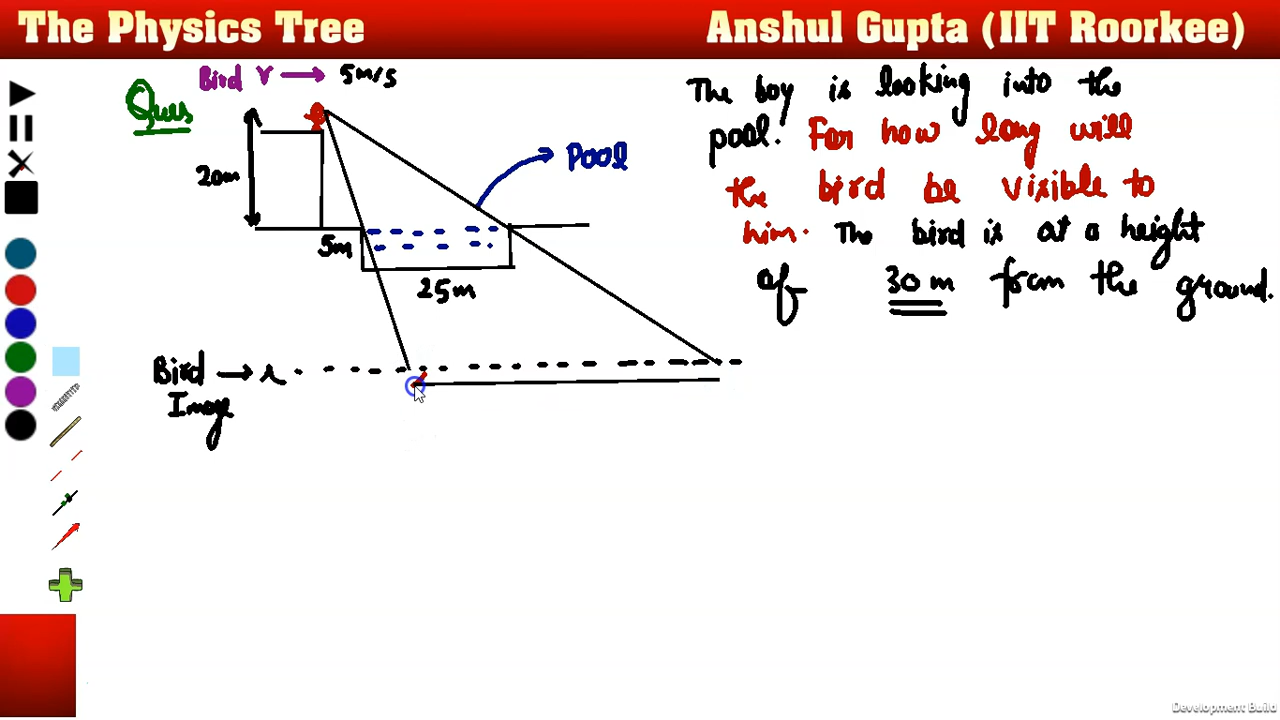 The Physics Tree
Anshul Gupta (IIT Roorkee)
Ques
Bird → 5m/s
20m
5m
25m
Pool
The boy is looking into the
pool. For how long will
the bird be visible to
him. The bird is at a height
of 30 m from the ground.
Bird →
Image
Development Build